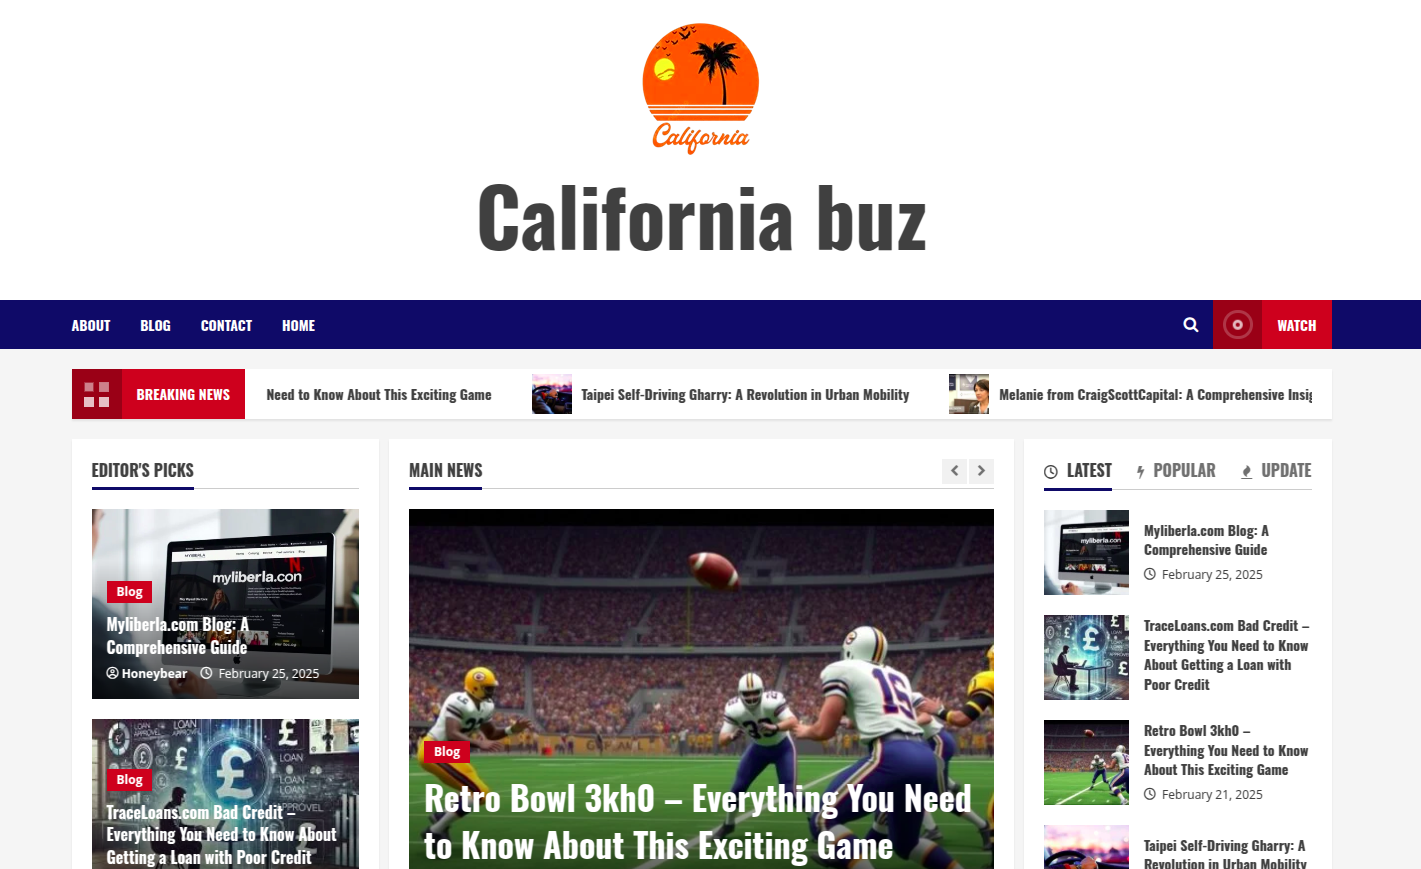 California
California buz
ABOUT
BLOG
CONTACT
HOME
WATCH
BREAKING NEWS
Need to Know About This Exciting Game
Taipei Self-Driving Gharry: A Revolution in Urban Mobility
Melanie from CraigScottCapital: A Comprehensive Insig
EDITOR'S PICKS
myliberla.con
Blog
Myliberla.com Blog: A
Comprehensive Guide
Honeybear
February 25, 2025
LOAN
LOAN
Blog
TraceLoans.com Bad Credit –
Everything You Need to Know About
Getting a Loan with Poor Credit
MAIN NEWS
Blog
Retro Bowl 3kh0 – Everything You Need
to Know About This Exciting Game
LATEST
POPULAR
UPDATE
Myliberla.com Blog: A
Comprehensive Guide
February 25, 2025
TraceLoans.com Bad Credit –
Everything You Need to Know
About Getting a Loan with
Poor Credit
Retro Bowl 3kh0 –
Everything You Need to Know
About This Exciting Game
February 21, 2025
Taipei Self-Driving Gharry: A
Revolution in Urban Mobility